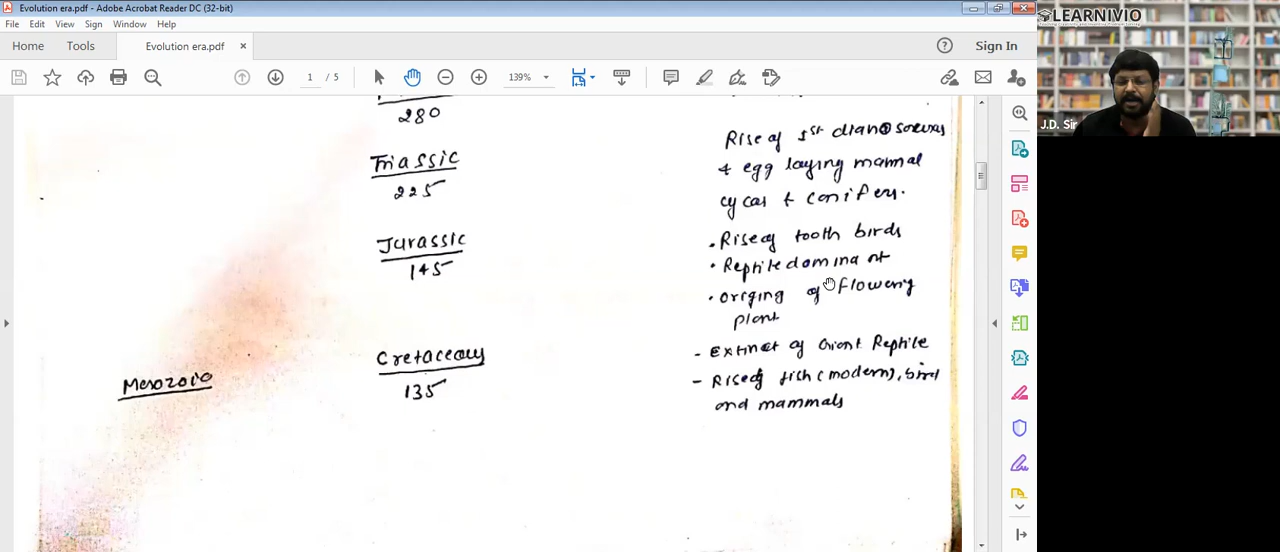 Evolution era.pdf - Adobe Acrobat Reader DC (32-bit)
File Edit View Sign Window Help
Home Tools Evolution era.pdf × Sign In
1 / 5 139%
LEARNIVIO
J.D. Sir
280
Triassic
225
Rise of 1st dianosorus
+ egg laying mammal
cycas + conifers.
Jurassic
145
• Rise of tooth birds
• Reptile dominant
• origing of flowering
plant
Cretaceous
135
- Extinct of Giant Reptile
- Rise of fish (modern), bird
and mammals
Mesozoic